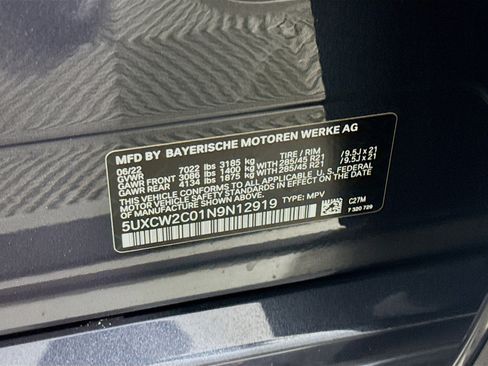 MFD BY BAYERISCHE MOTOREN WERKE AG
06/22 TIRE / RIM
GVWR 7022 lbs 3185 kg
GAWR FRONT 3086 lbs 1400 kg WITH 285/45 R21 /9.5J x 21
GAWR REAR 4134 lbs 1875 kg WITH 285/45 R21 /9.5J x 21
THIS VEHICLE CONFORMS TO ALL APPLICABLE U.S. FEDERAL
MOTOR VEHICLE SAFETY STANDARDS IN EFFECT ON THE DATE
OF MANUFACTURE SHOWN ABOVE.
5UXCW2C01N9N12919 TYPE: MPV
C27M
7 320 729